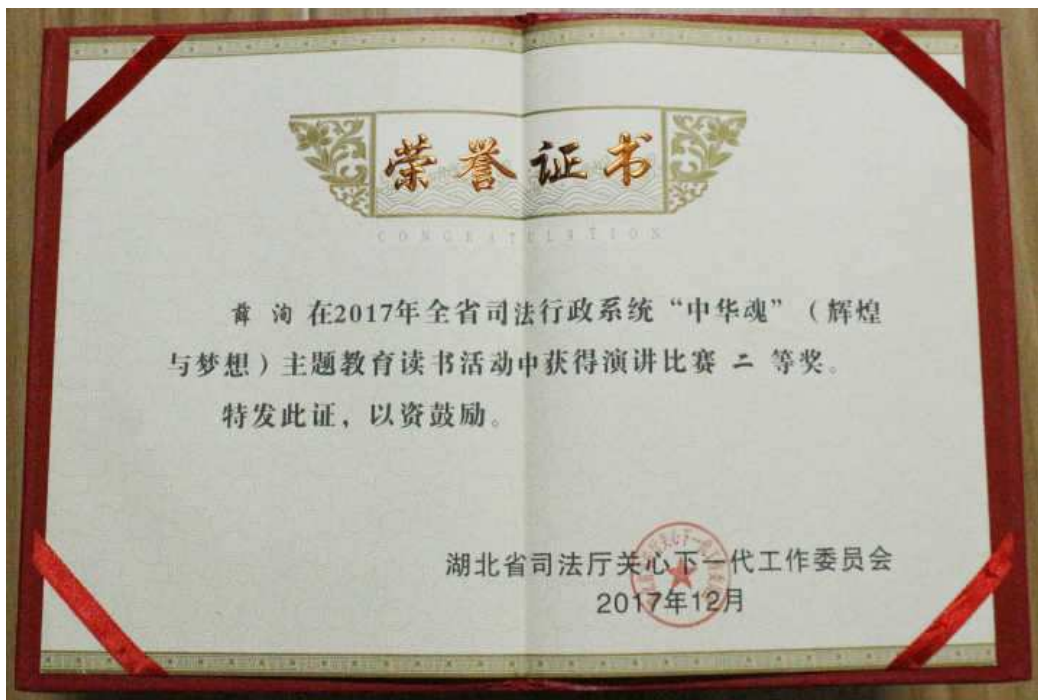 荣誉证书
CONGRATULATION
薛 洵 在2017年全省司法行政系统“中华魂”（辉煌
与梦想）主题教育读书活动中获得演讲比赛 二 等奖。
特发此证，以资鼓励。
湖北省司法厅关心下一代工作委员会
2017年12月